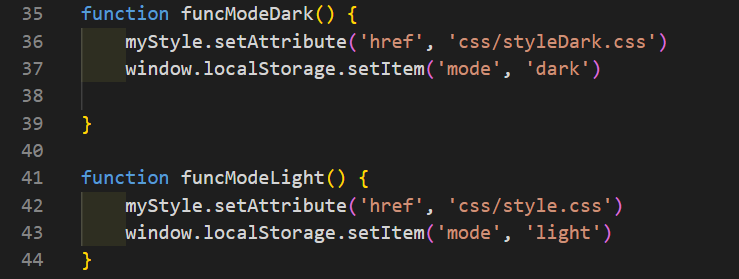 35 function funcModeDark() {
36     myStyle.setAttribute('href', 'css/styleDark.css')
37     window.localStorage.setItem('mode', 'dark')
38
39 }
40
41 function funcModeLight() {
42     myStyle.setAttribute('href', 'css/style.css')
43     window.localStorage.setItem('mode', 'light')
44 }